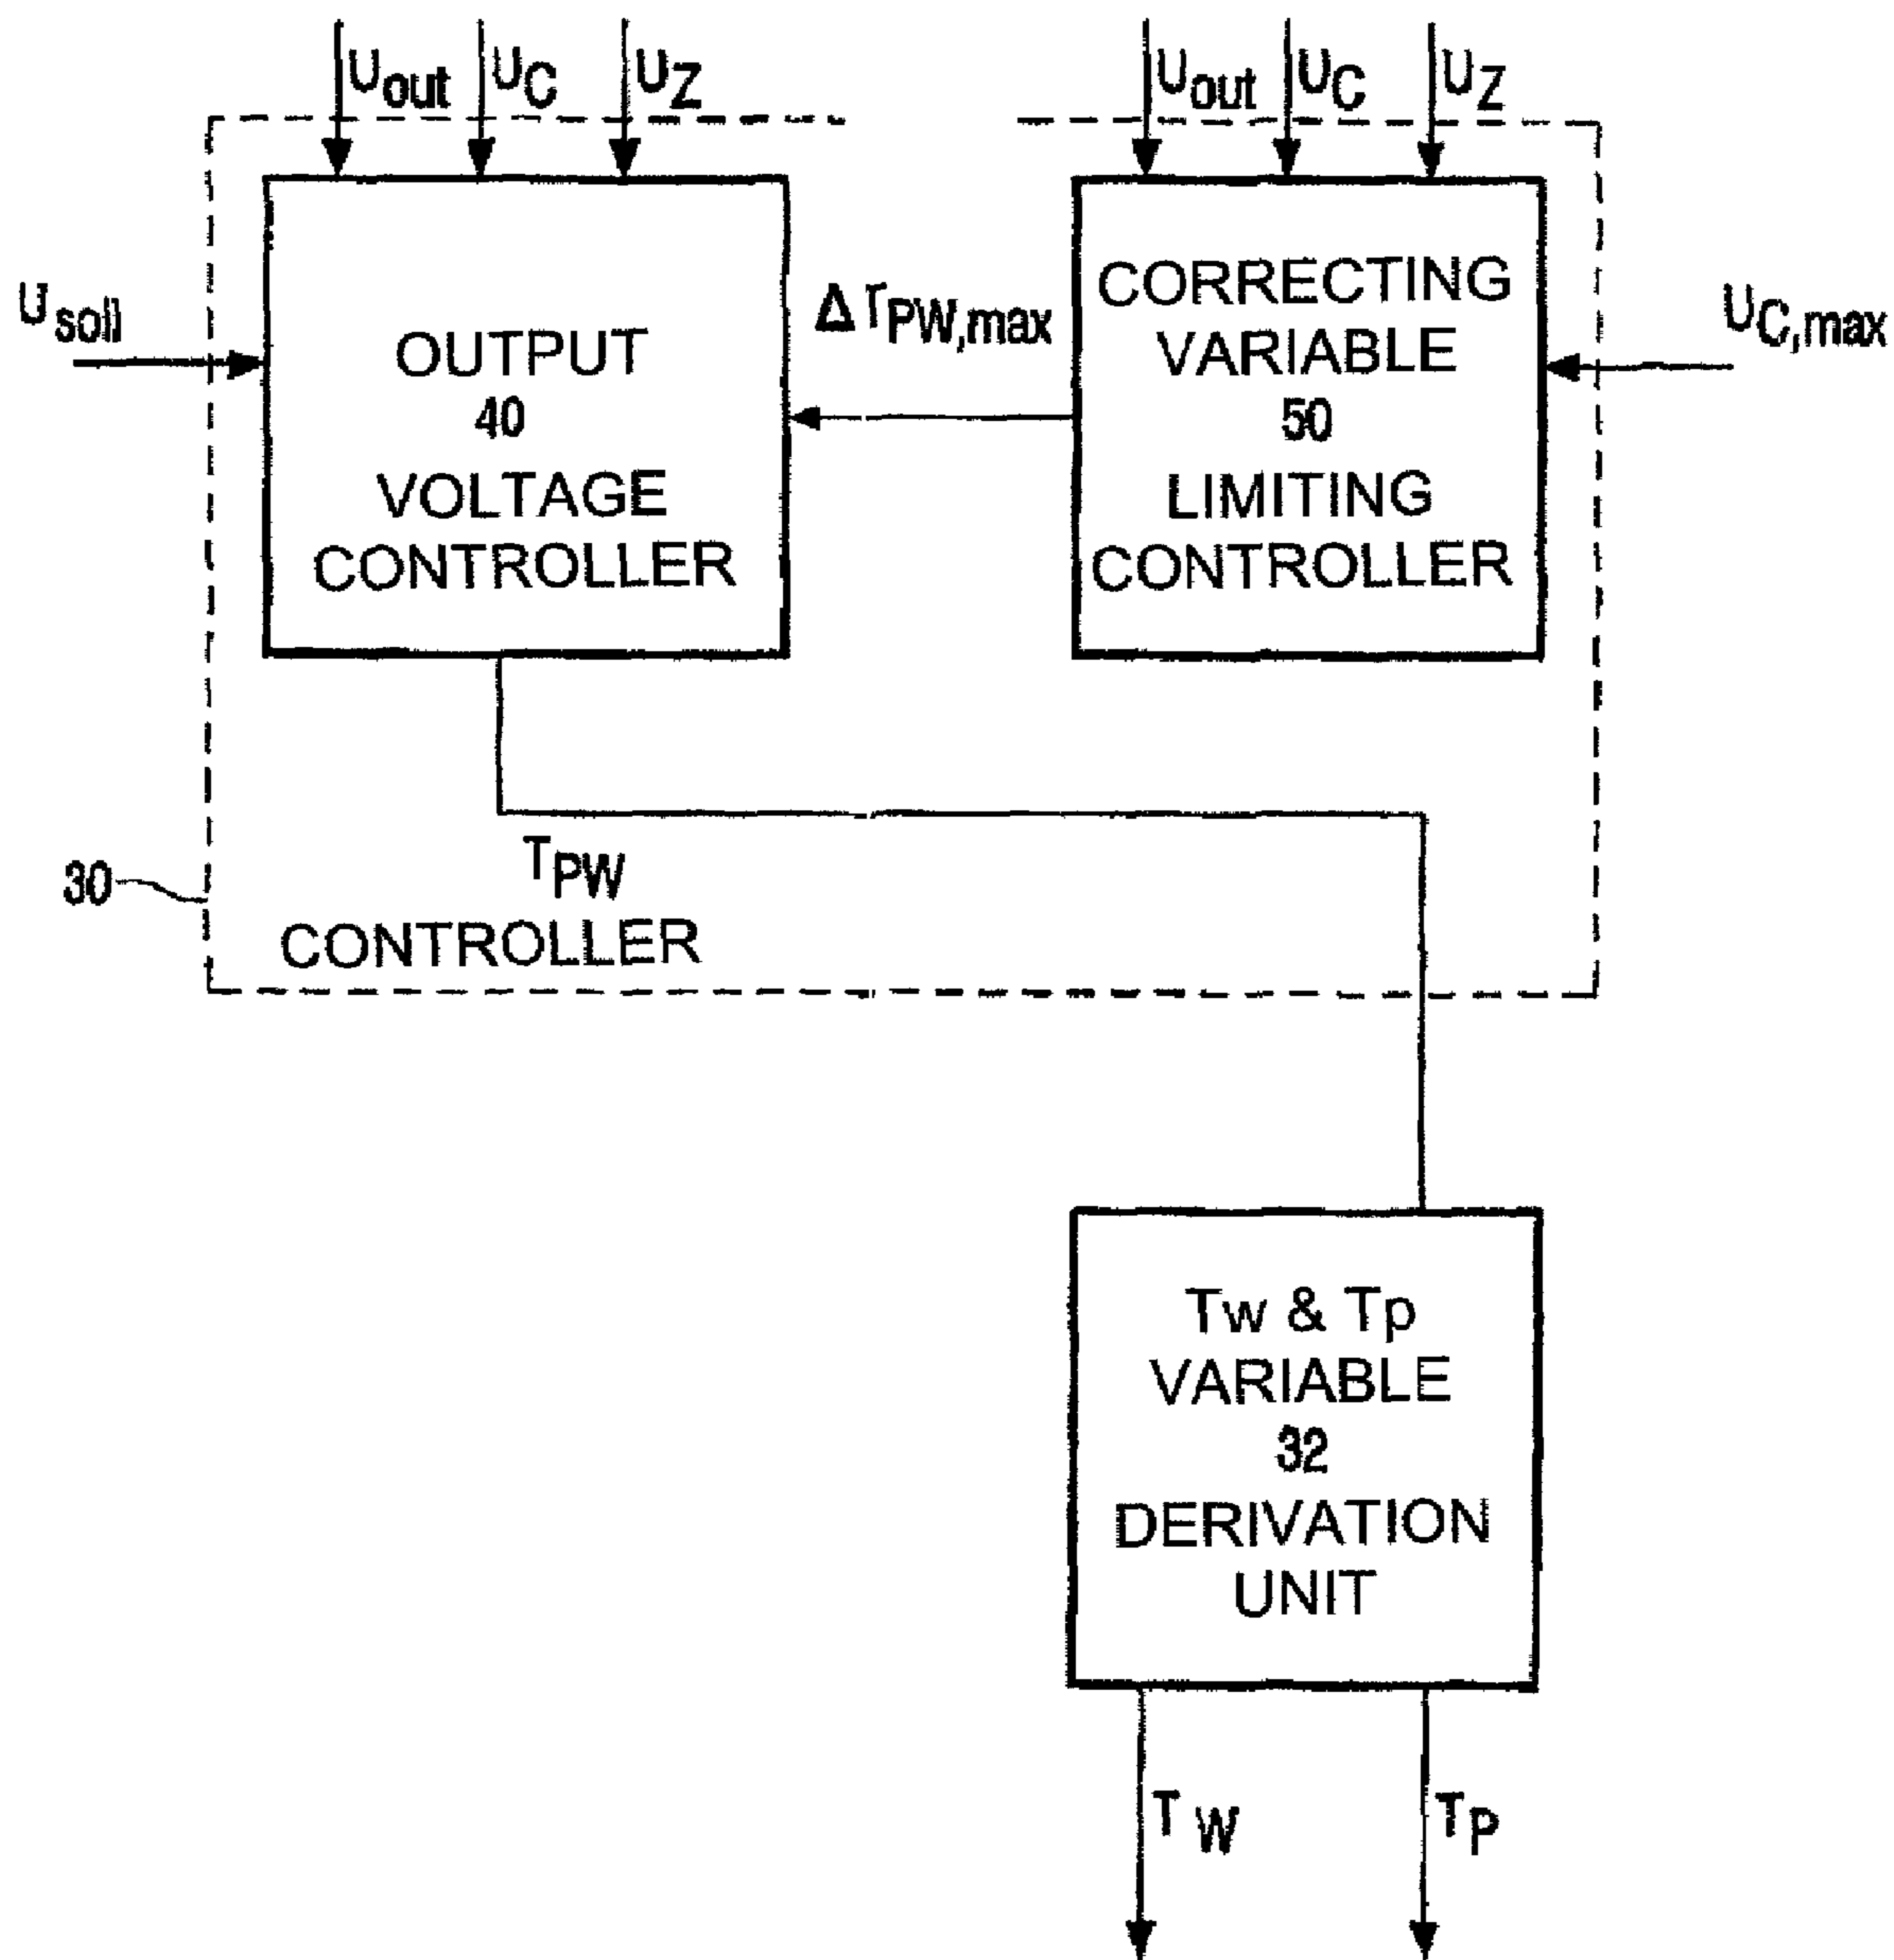 Uout UC UZ
Uout UC UZ
Usoll
OUTPUT
40
VOLTAGE
CONTROLLER
ΔTPW,max
CORRECTING
VARIABLE
50
LIMITING
CONTROLLER
UC,max
TPW
30
CONTROLLER
Tw & Tp
VARIABLE
32
DERIVATION
UNIT
TW
TP